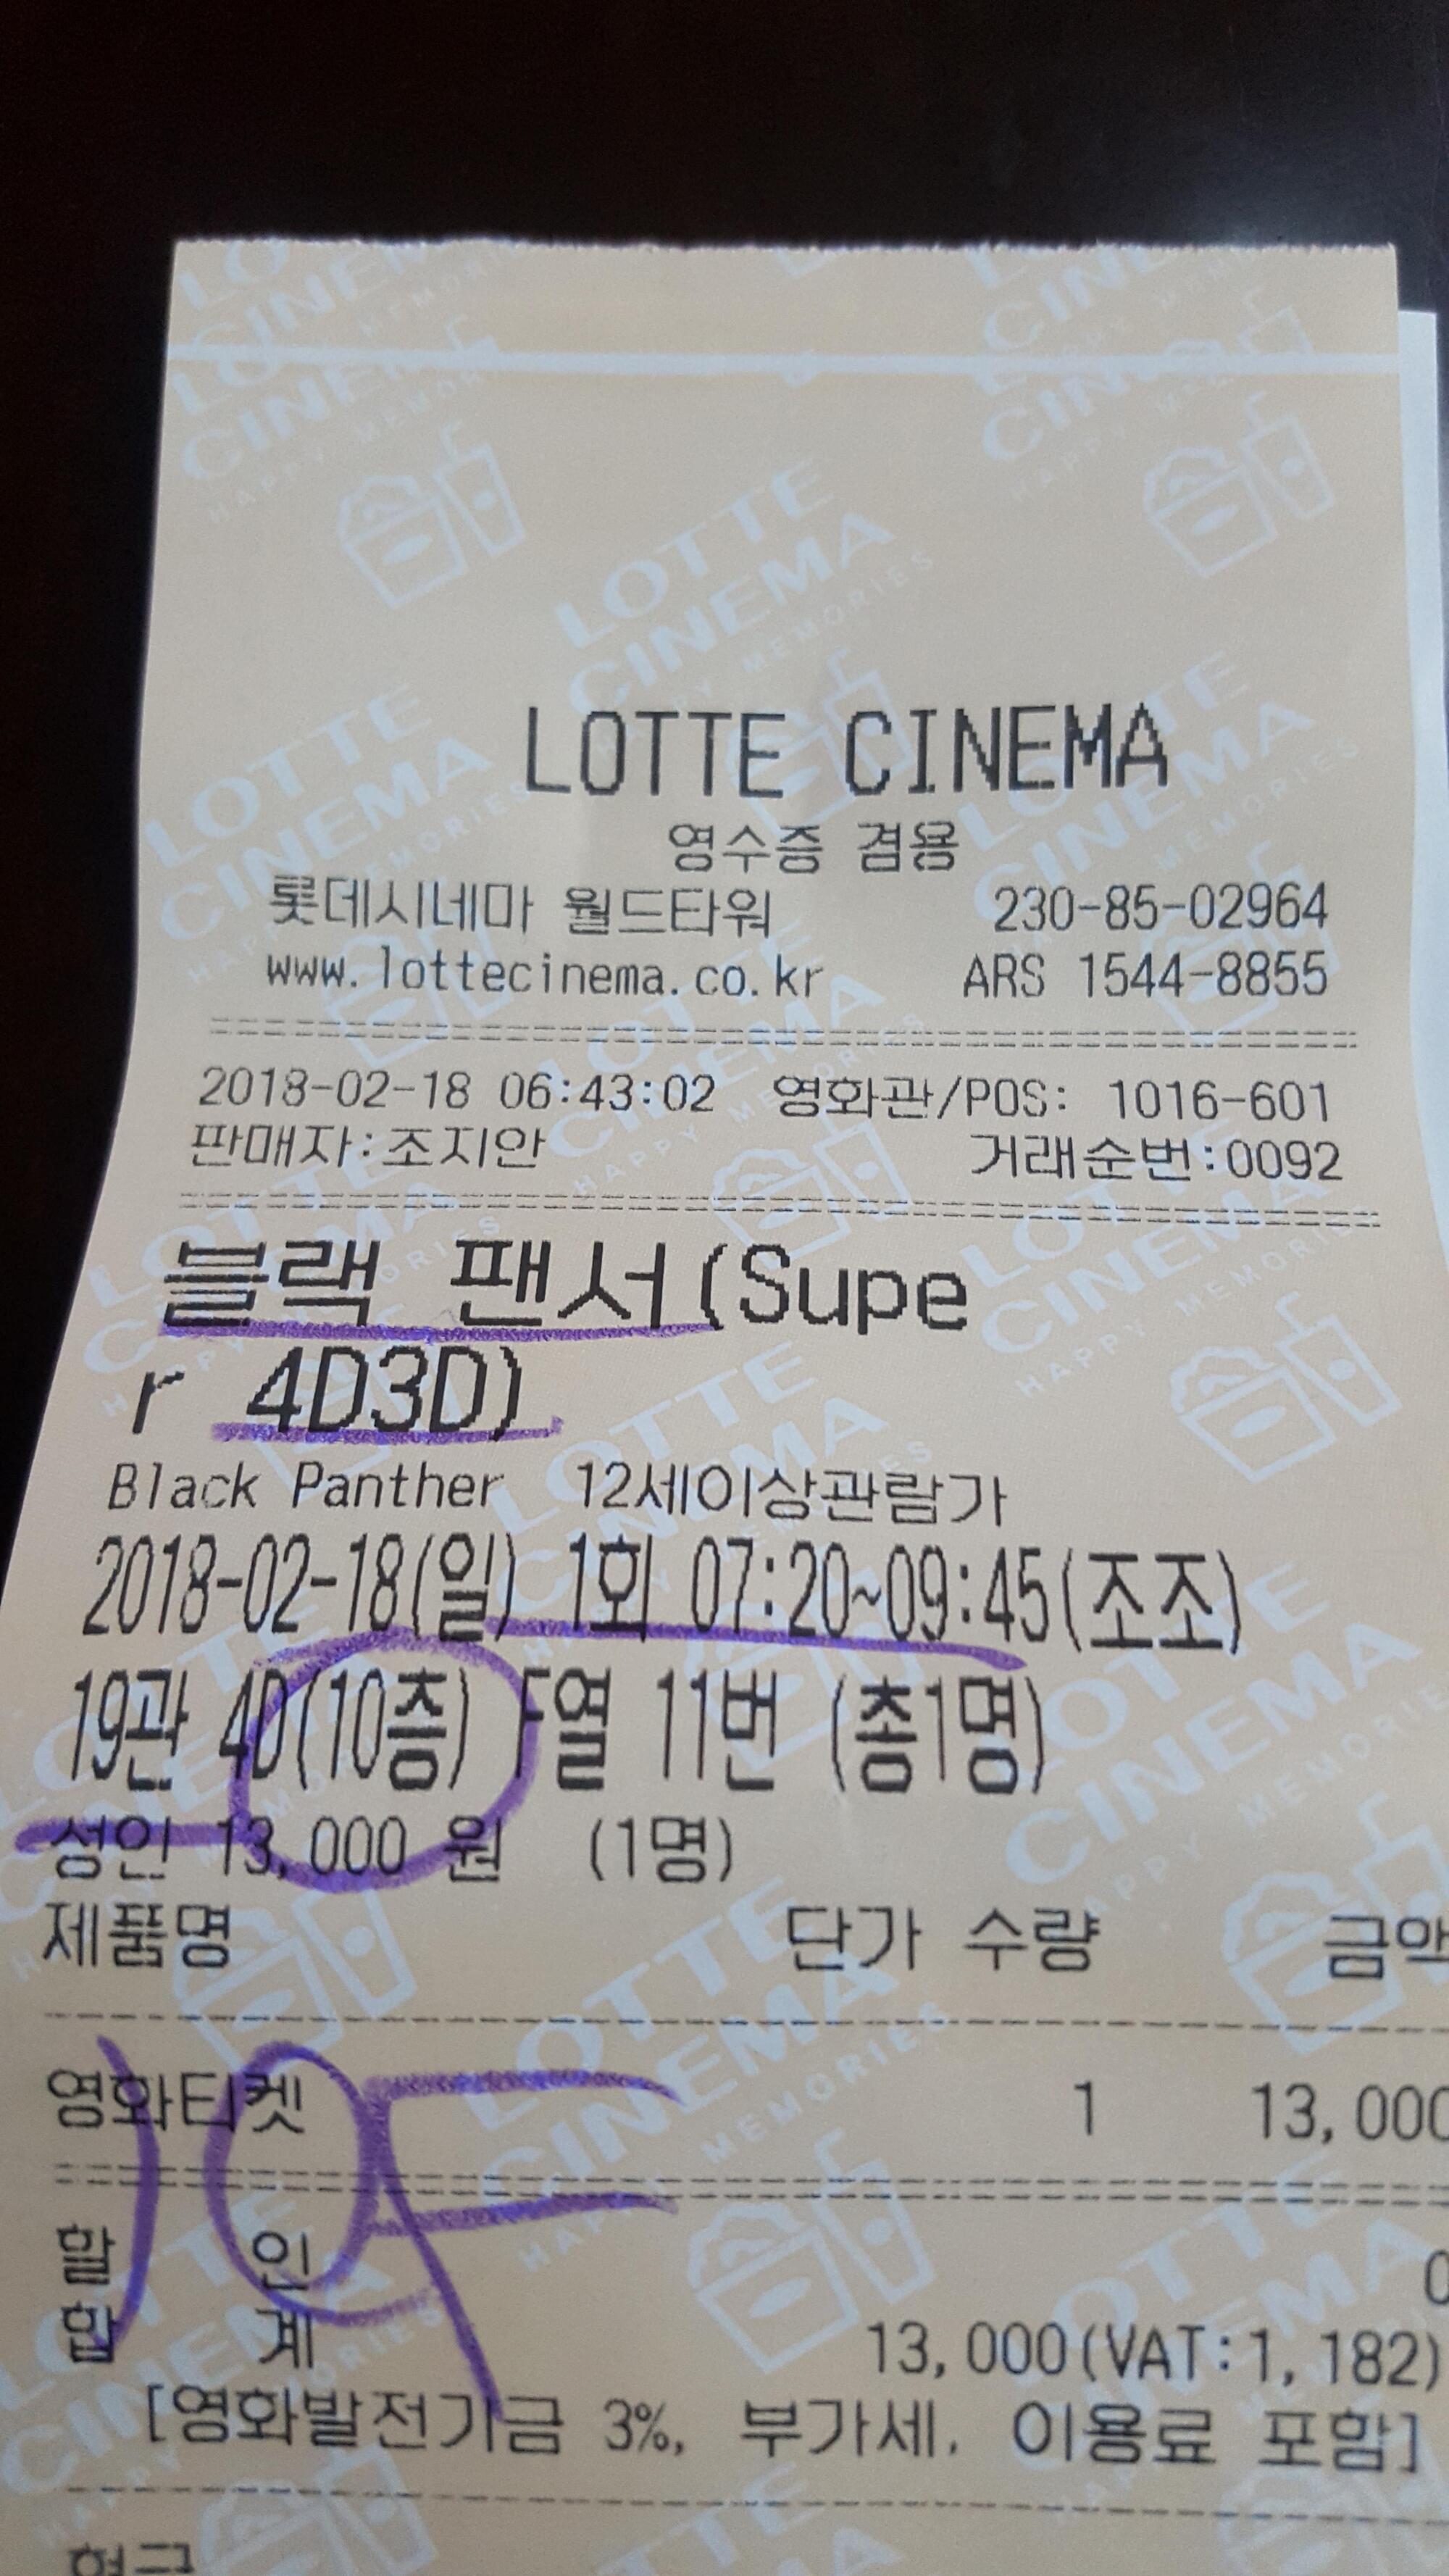 LOTTE CINEMA
영수증 겸용
롯데시네마 월드타워 230-85-02964
www.lottecinema.co.kr ARS 1544-8855
2018-02-18 06:43:02 영화관/POS: 1016-601
판매자:조지안 거래순번:0092
블랙 팬서(Supe
r 4D3D)
Black Panther 12세이상관람가
2018-02-18(일) 1회 07:20~09:45(조조)
19관 4D(10층) F열 11번 (총1명)
성인 13,000 원 (1명)
제품명 단가 수량 금액
영화티켓 1 13,000
할 인 0
합 계 13,000(VAT:1,182)
[영화발전기금 3%, 부가세, 이용료 포함]
현금